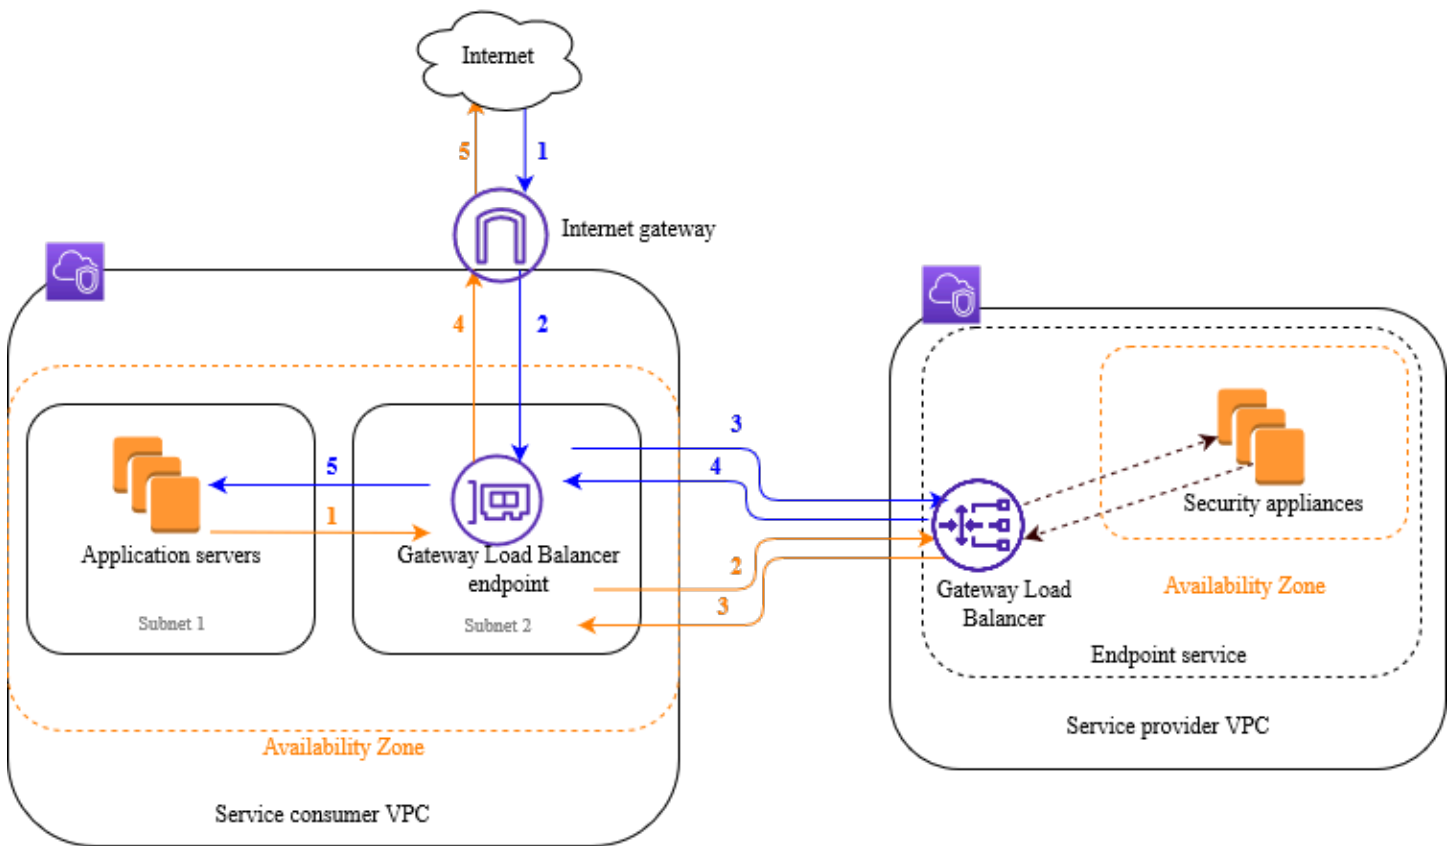 Internet
5
1
Internet gateway
4
2
3
4
5
1
Application servers
Gateway Load Balancer
endpoint
2
3
Subnet 1
Subnet 2
Availability Zone
Service consumer VPC
Security appliances
Availability Zone
Gateway Load
Balancer
Endpoint service
Service provider VPC